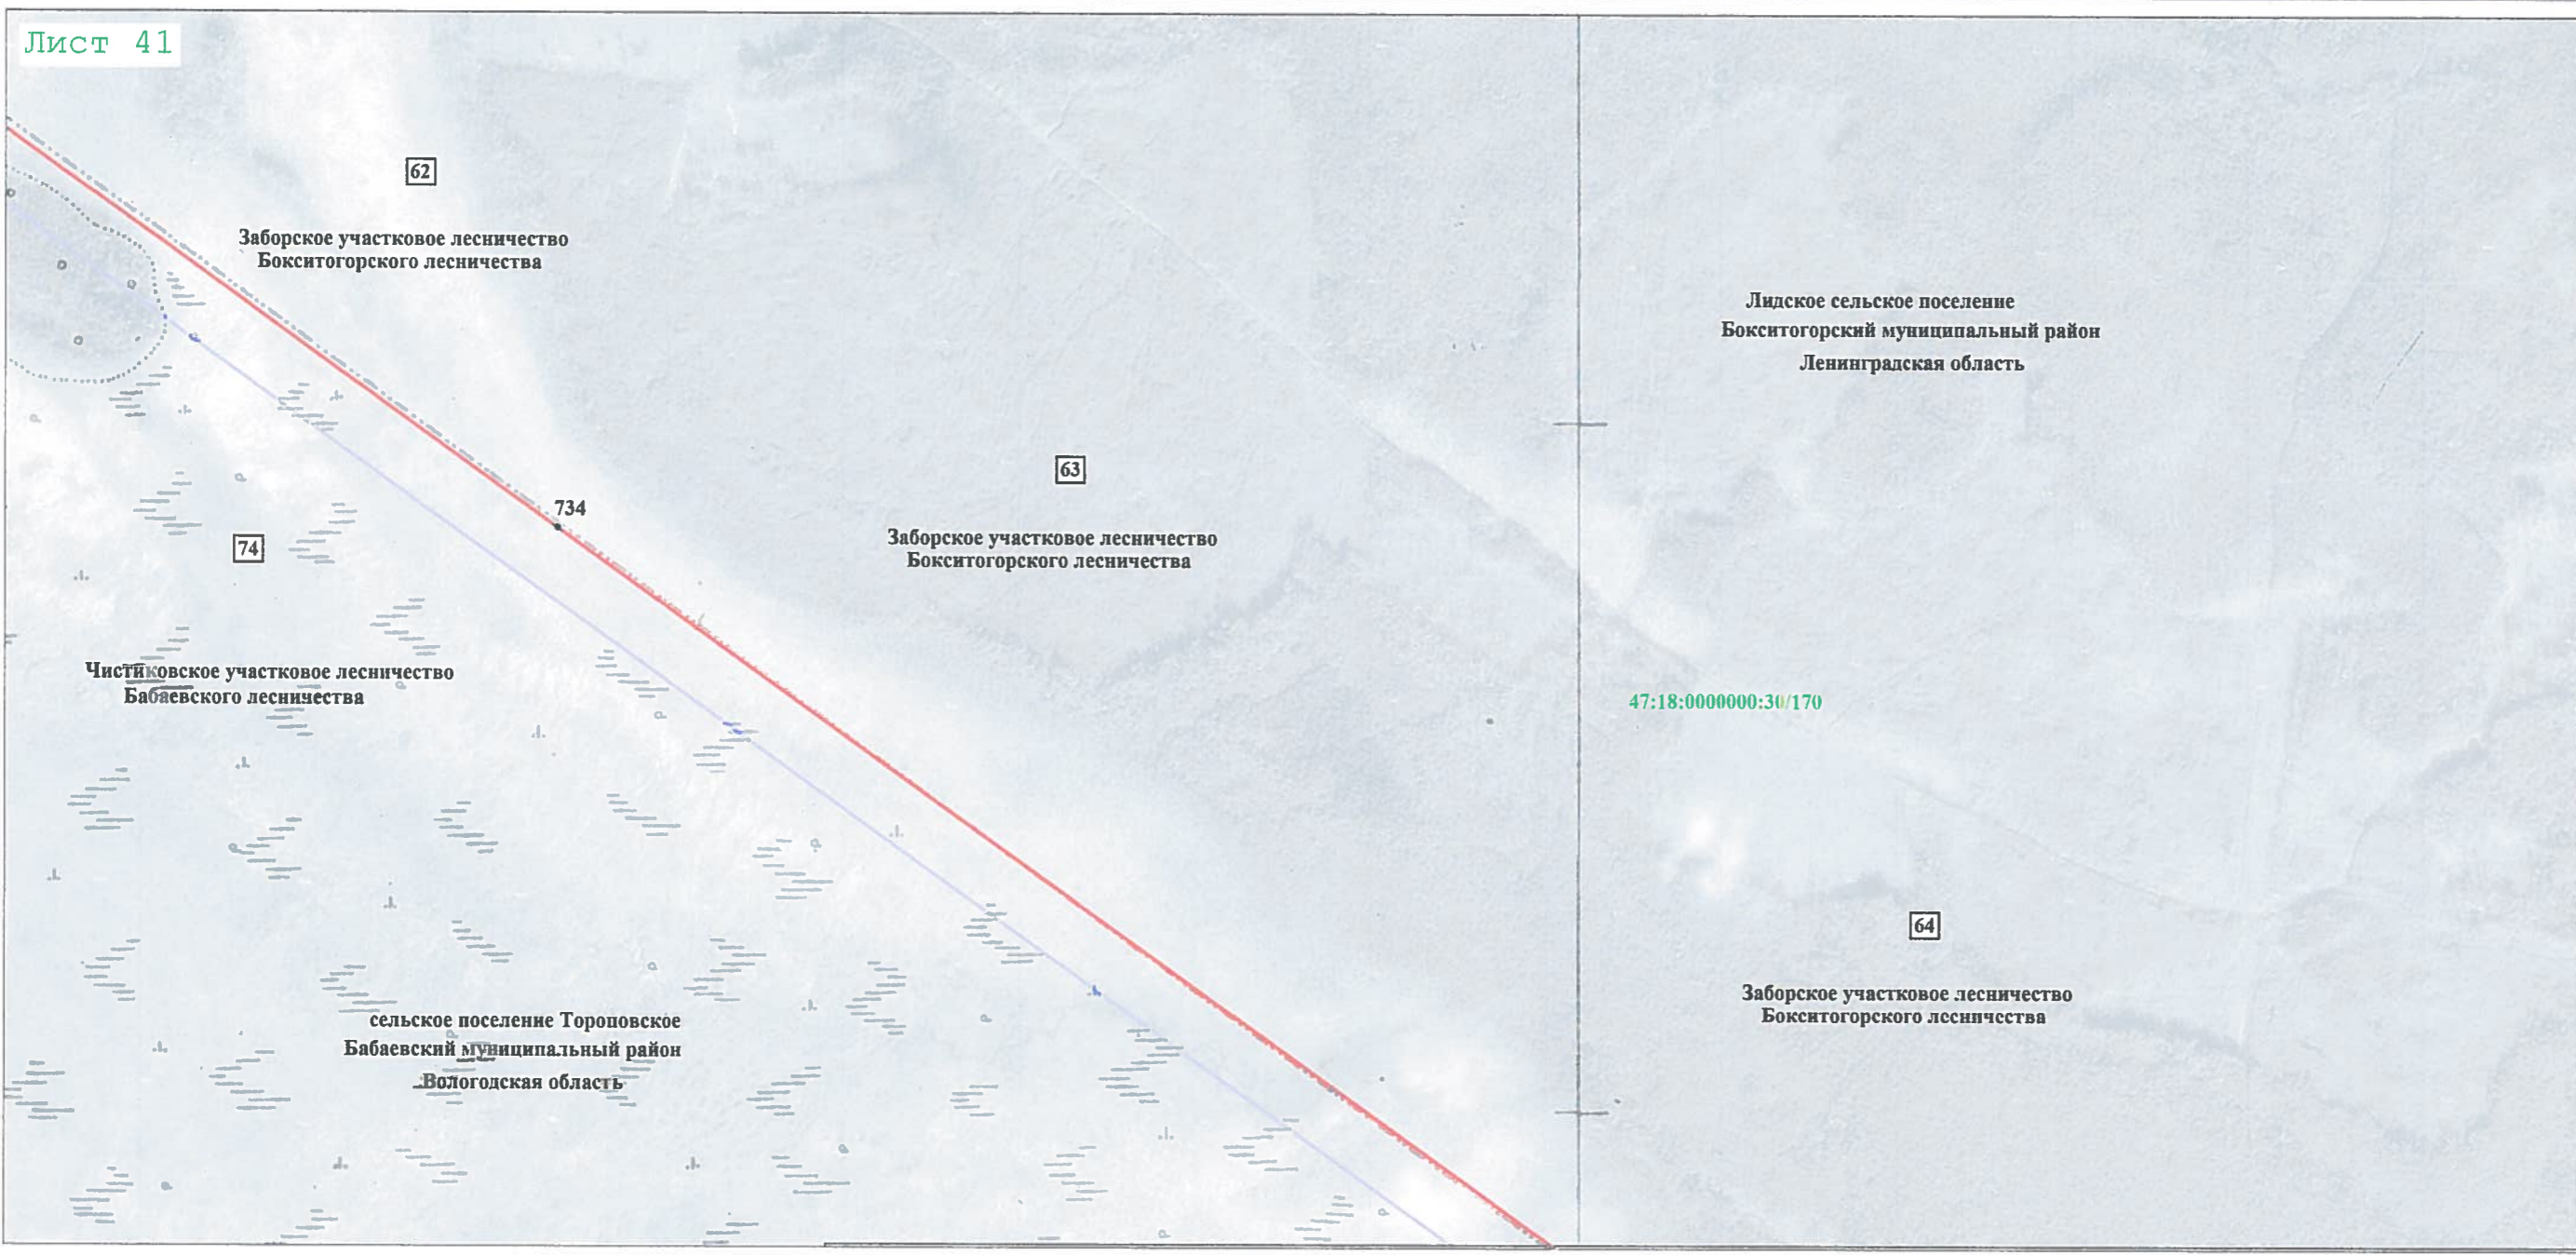 Лист 41
62
Заборское участковое лесничество
Бокситогорского лесничества
Лидское сельское поселение
Бокситогорский муниципальный район
Ленинградская область
63
734
Заборское участковое лесничество
Бокситогорского лесничества
74
Чистиковское участковое лесничество
Бабаевского лесничества
47:18:0000000:30/170
64
Заборское участковое лесничество
Бокситогорского лесничества
сельское поселение Тороповское
Бабаевский муниципальный район
Вологодская область